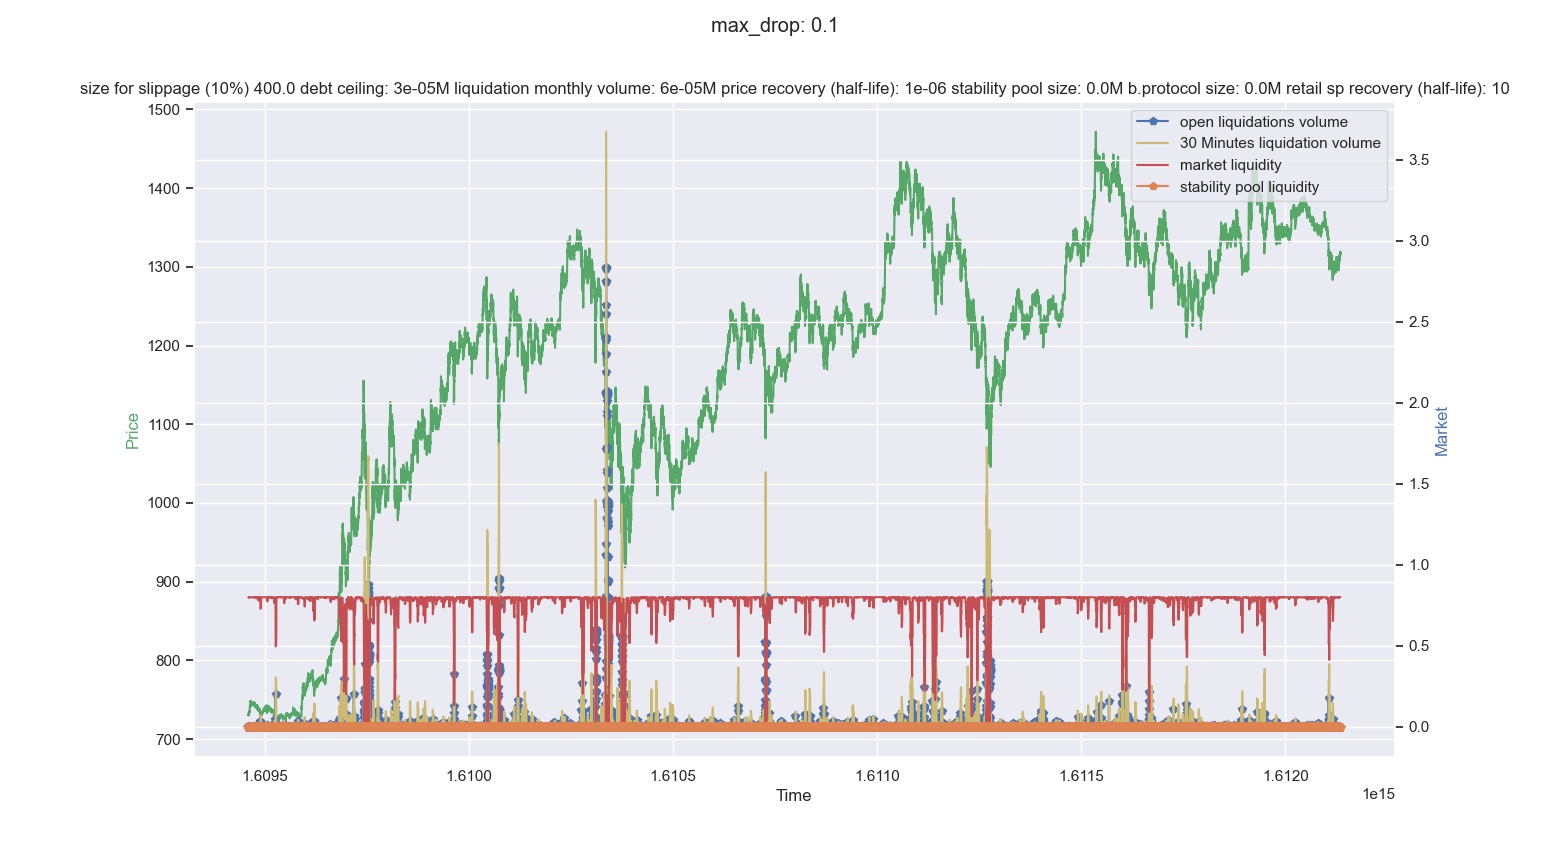 max_drop: 0.1
size for slippage (10%) 400.0 debt ceiling: 3e-05M liquidation monthly volume: 6e-05M price recovery (half-life): 1e-06 stability pool size: 0.0M b.protocol size: 0.0M retail sp recovery (half-life): 10
open liquidations volume
30 Minutes liquidation volume
market liquidity
stability pool liquidity
1500
1400
1300
1200
1100
1000
900
800
700
Price
3.5
3.0
2.5
2.0
1.5
1.0
0.5
0.0
Market
1.6095 1.6100 1.6105 1.6110 1.6115 1.6120
Time
1e15